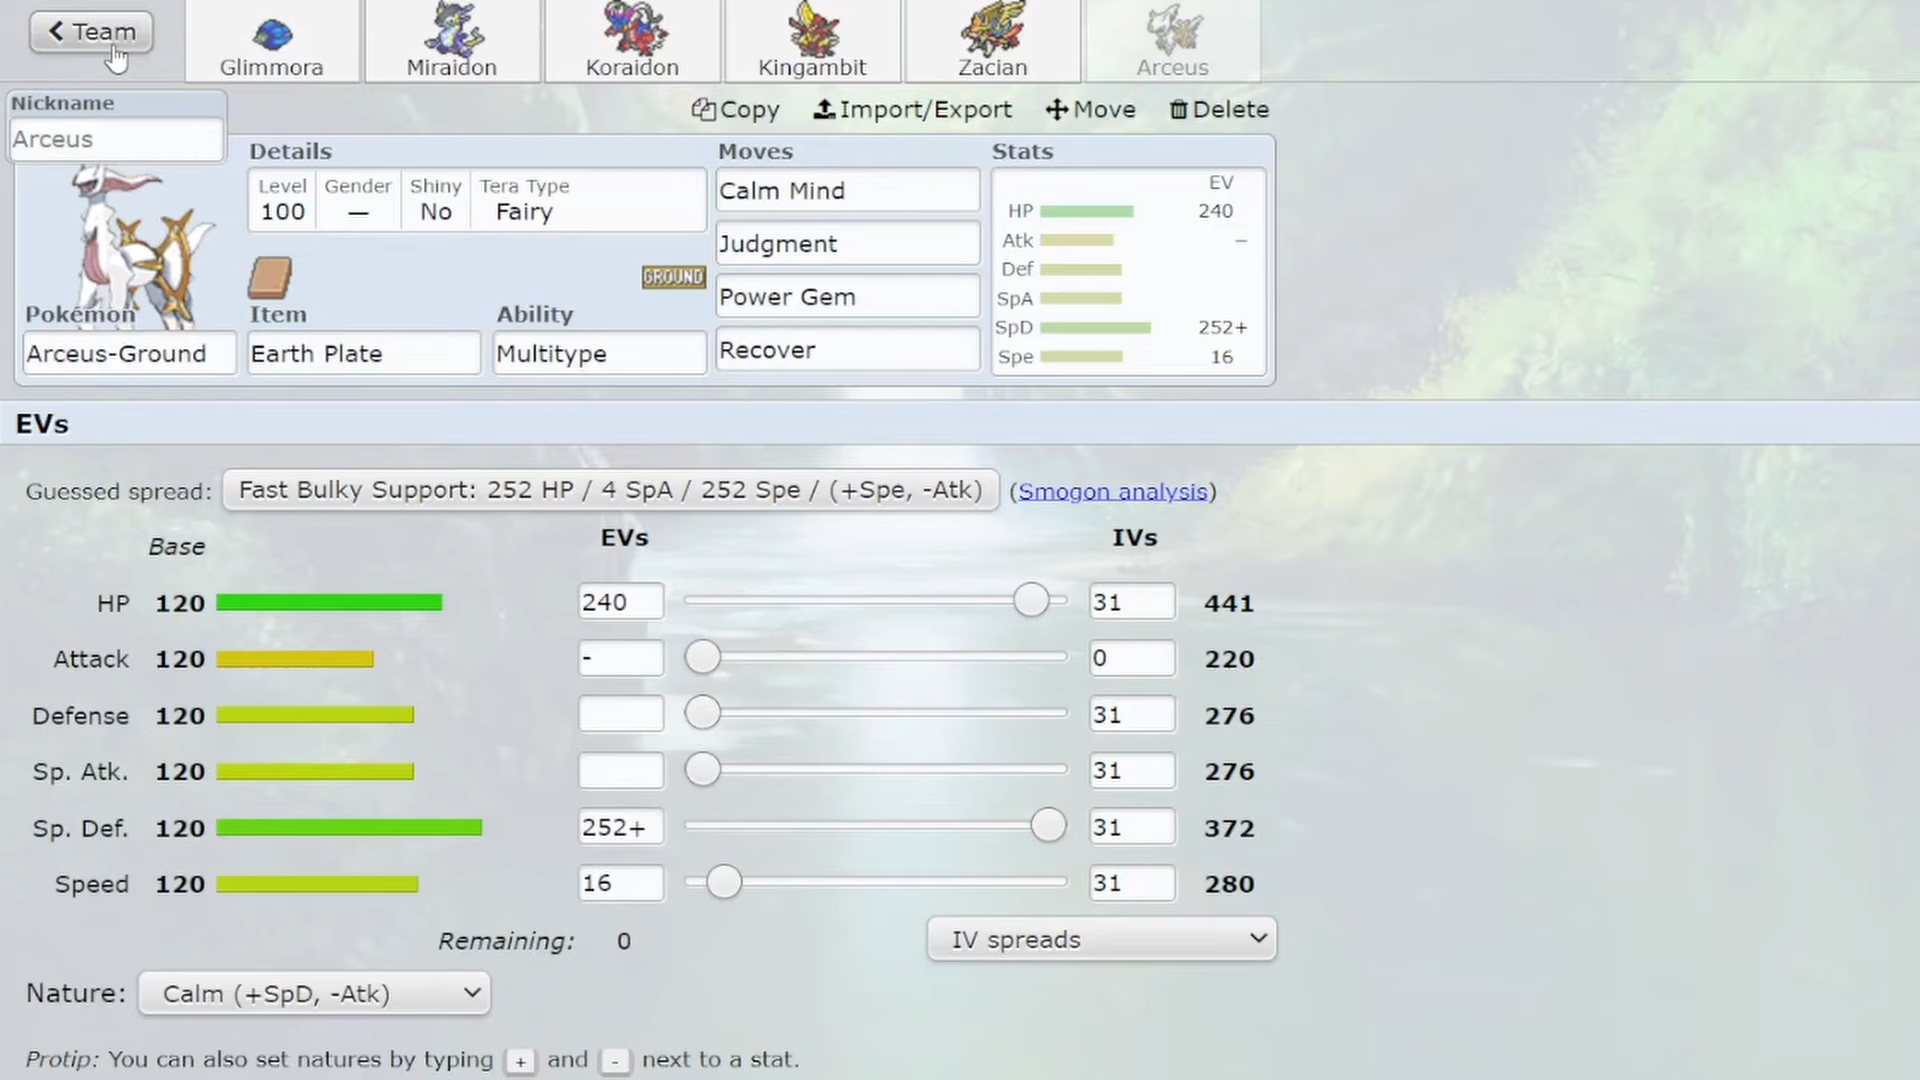 Team
Glimmora
Miraidon
Koraidon
Kingambit
Zacian
Arceus
Nickname
Arceus
Copy Import/Export Move Delete
Details
Level Gender Shiny Tera Type
100 — No Fairy
GROUND
Pokémon Item Ability
Arceus-Ground Earth Plate Multitype
Moves
Calm Mind
Judgment
Power Gem
Recover
Stats
EV
HP 240
Atk –
Def
SpA
SpD 252+
Spe 16
EVs
Guessed spread: Fast Bulky Support: 252 HP / 4 SpA / 252 Spe / (+Spe, -Atk) (Smogon analysis)
Base EVs IVs
HP 120 240 31 441
Attack 120 - 0 220
Defense 120 31 276
Sp. Atk. 120 31 276
Sp. Def. 120 252+ 31 372
Speed 120 16 31 280
Remaining: 0 IV spreads
Nature: Calm (+SpD, -Atk)
Protip: You can also set natures by typing + and - next to a stat.